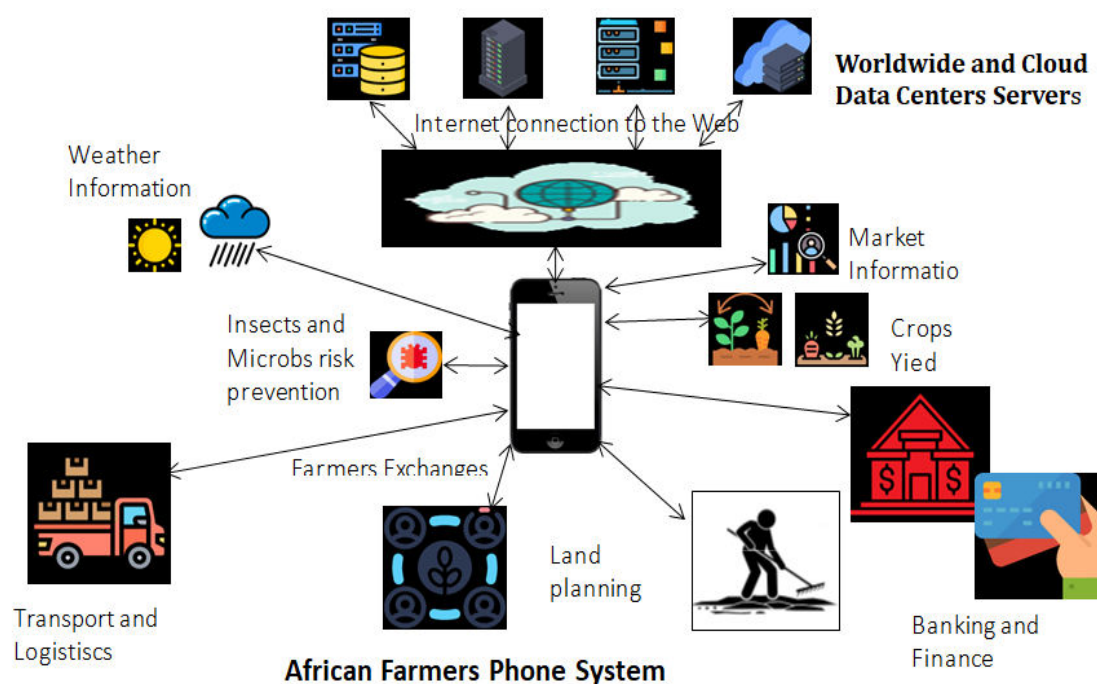 Worldwide and Cloud
Data Centers Servers
Internet connection to the Web
Weather
Information
Market
Informatio
Insects and
Microbs risk
prevention
Crops
Yied
Farmers Exchanges
Land
planning
Transport and
Logistiscs
Banking and
Finance
African Farmers Phone System